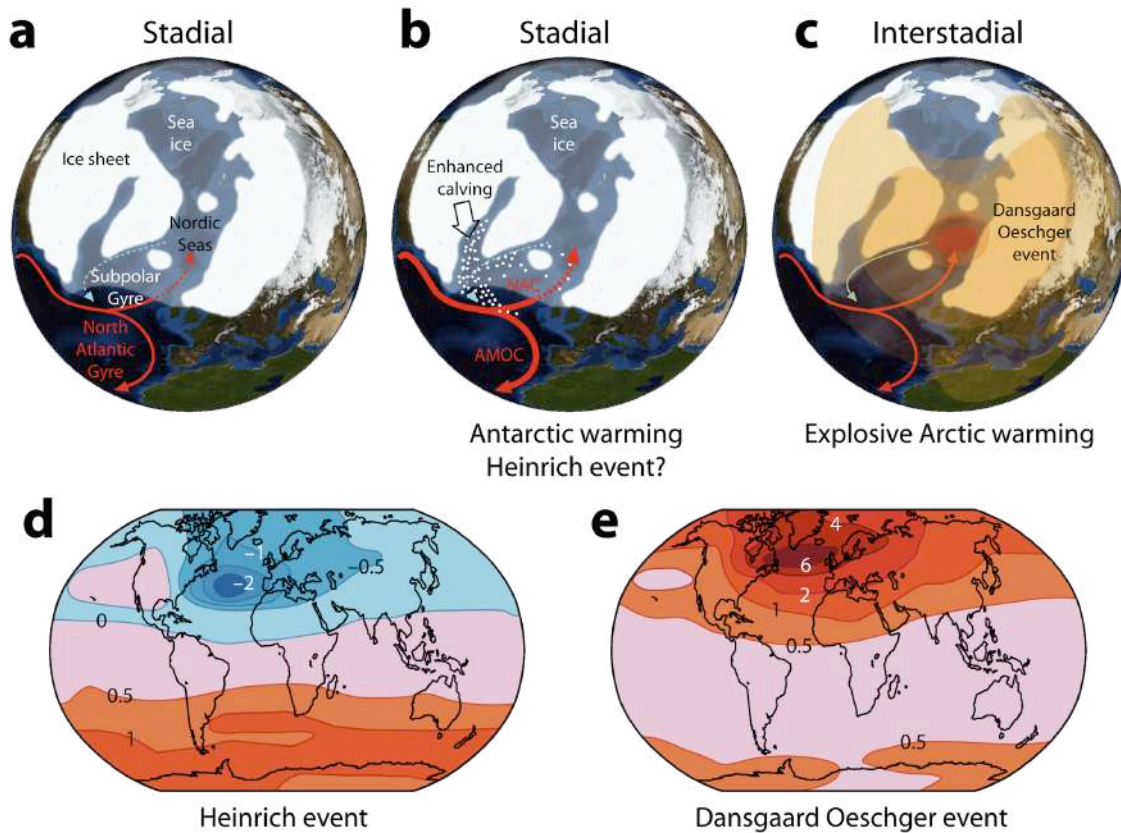 a
Stadial
Sea
ice
Ice sheet
Nordic
Seas
Subpolar
Gyre
North
Atlantic
Gyre
b
Stadial
Sea
ice
Enhanced
calving
NAC
AMOC
Antarctic warming
Heinrich event?
c
Interstadial
Dansgaard
Oeschger
event
Explosive Arctic warming
d
−1
−0.5
−2
0
0.5
1
Heinrich event
e
4
6
2
1
0.5
0.5
Dansgaard Oeschger event